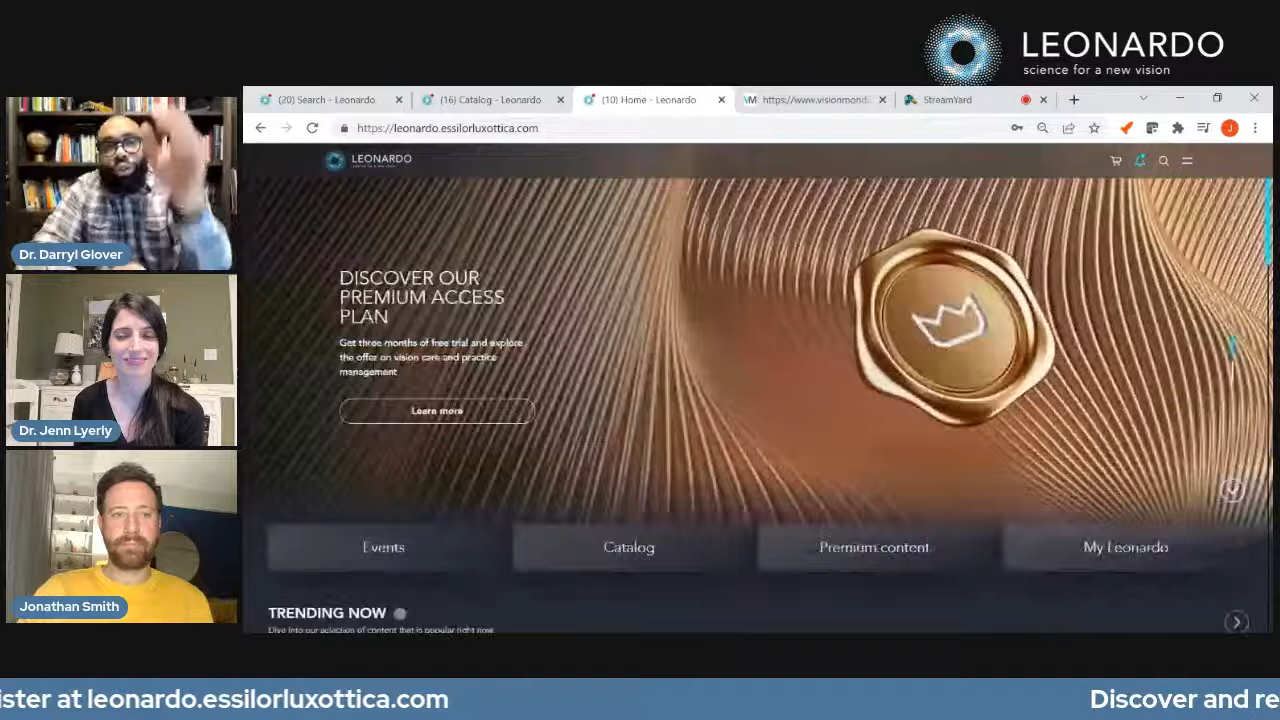 LEONARDO
science for a new vision
(20) Search - Leonardo
(16) Catalog - Leonardo
(10) Home - Leonardo
https://www.visionmond
StreamYard
https://leonardo.essilorluxottica.com
J
LEONARDO
Dr. Darryl Glover
DISCOVER OUR
PREMIUM ACCESS
PLAN
Get three months of free trial and explore
the offer on vision care and practice
management
Learn more
Dr. Jenn Lyerly
Events
Catalog
Premium content
My Leonardo
Jonathan Smith
TRENDING NOW
Dive into our selection of content that is popular right now
ister at leonardo.essilorluxottica.com
Discover and re